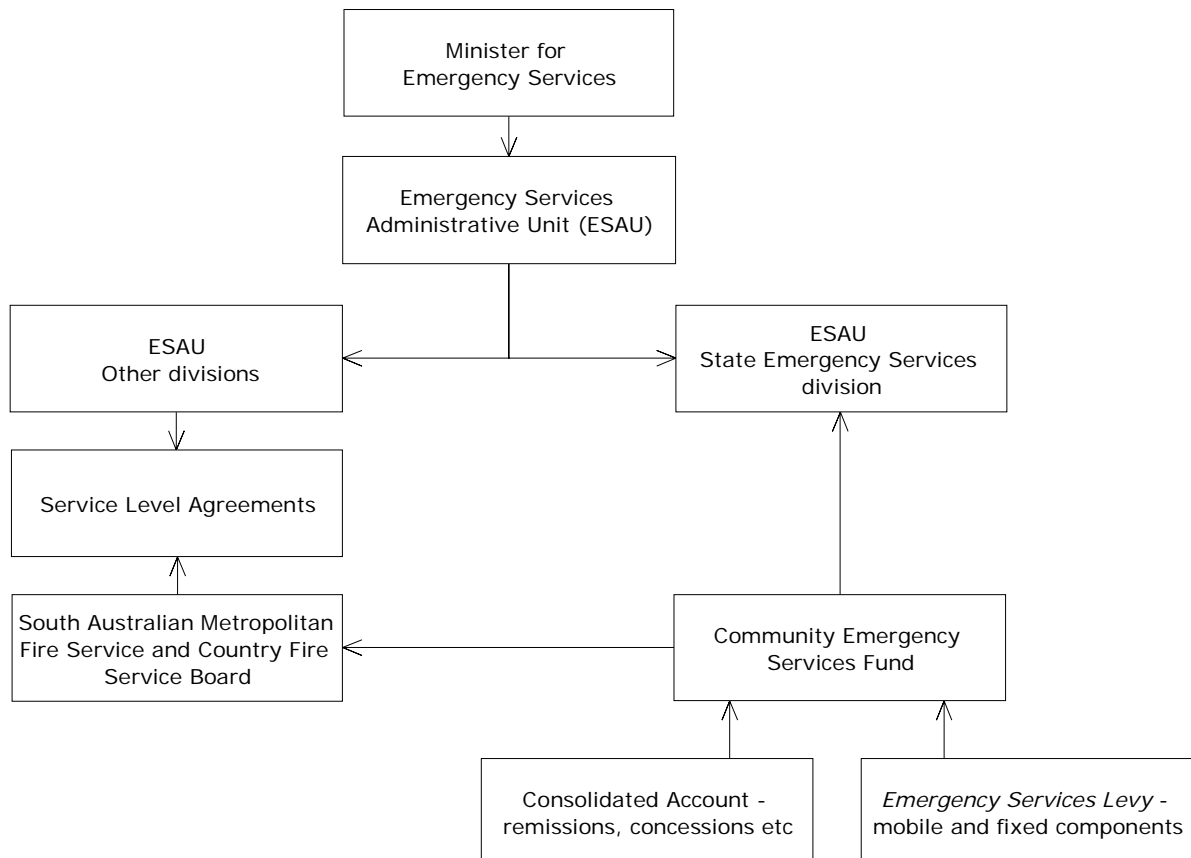 Minister for
Emergency Services
Emergency Services
Administrative Unit (ESAU)
ESAU
Other divisions
ESAU
State Emergency Services
division
Service Level Agreements
South Australian Metropolitan
Fire Service and Country Fire
Service Board
Community Emergency
Services Fund
Consolidated Account -
remissions, concessions etc
Emergency Services Levy -
mobile and fixed components